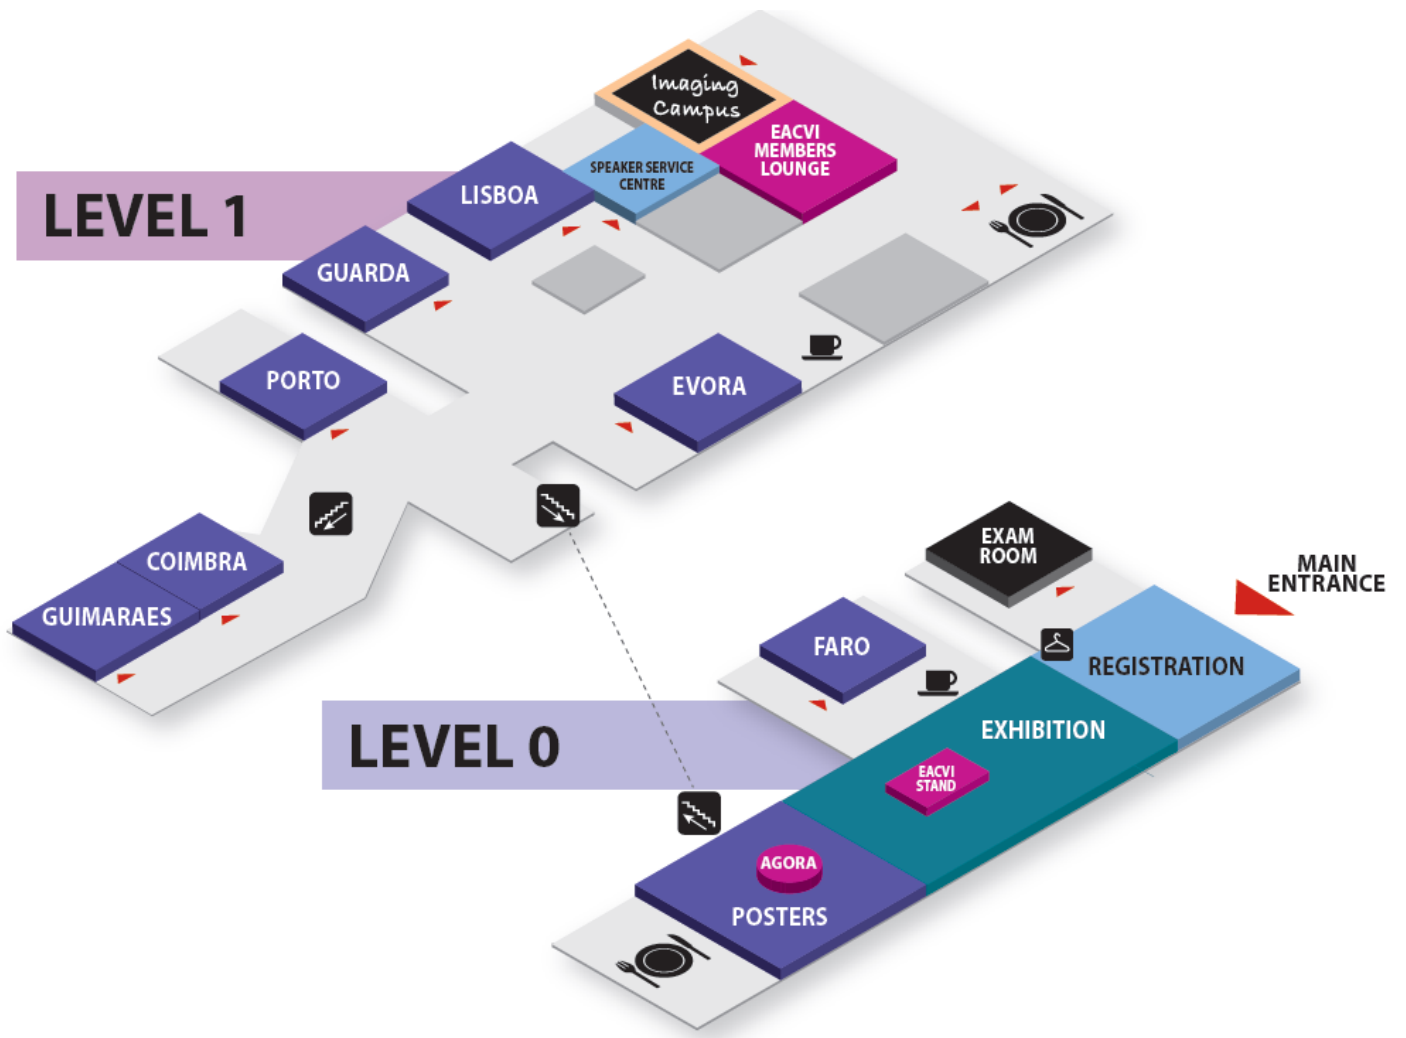 Imaging
Campus
EACVI
MEMBERS
LOUNGE
SPEAKER SERVICE
CENTRE
LISBOA
LEVEL 1
GUARDA
PORTO
EVORA
COIMBRA
GUIMARAES
EXAM
ROOM
MAIN
ENTRANCE
FARO
REGISTRATION
LEVEL 0
EXHIBITION
EACVI
STAND
AGORA
POSTERS